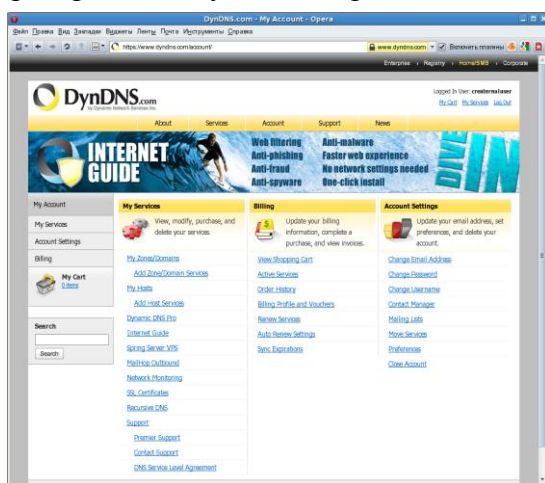 DynDNS.com - My Account - Opera
Файл Правка Вид Закладки Виджеты Ленты Почта Инструменты Справка
https://www.dyndns.com/account/ www.dyndns.com Включить плагины
Enterprise Registry Home/SMB Corporate
DynDNS.com
by Dynamic Network Services Inc.
Logged In User: createrealuser
My Cart My Services Log Out
About Services Account Support News
INTERNET GUIDE
Web filtering Anti-malware
Anti-phishing Faster web experience
Anti-fraud No network settings needed
Anti-spyware One-click install
DIVE IN
My Account
My Services
Account Settings
Billing
My Cart
0 items
Search
Search
My Services
View, modify, purchase, and
delete your services.
My Zones/Domains
Add Zone/Domain Services
My Hosts
Add Host Services
Dynamic DNS Pro
Internet Guide
Spring Server VPS
MailHop Outbound
Network Monitoring
SSL Certificates
Recursive DNS
Support
Premier Support
Contact Support
DNS Service Level Agreement
Billing
Update your billing
information, complete a
purchase, and view invoices.
View Shopping Cart
Active Services
Order History
Billing Profile and Vouchers
Renew Services
Auto Renew Settings
Sync Expirations
Account Settings
Update your email address, set
preferences, and delete your
account.
Change Email Address
Change Password
Change Username
Contact Manager
Mailing Lists
Move Services
Preferences
Close Account